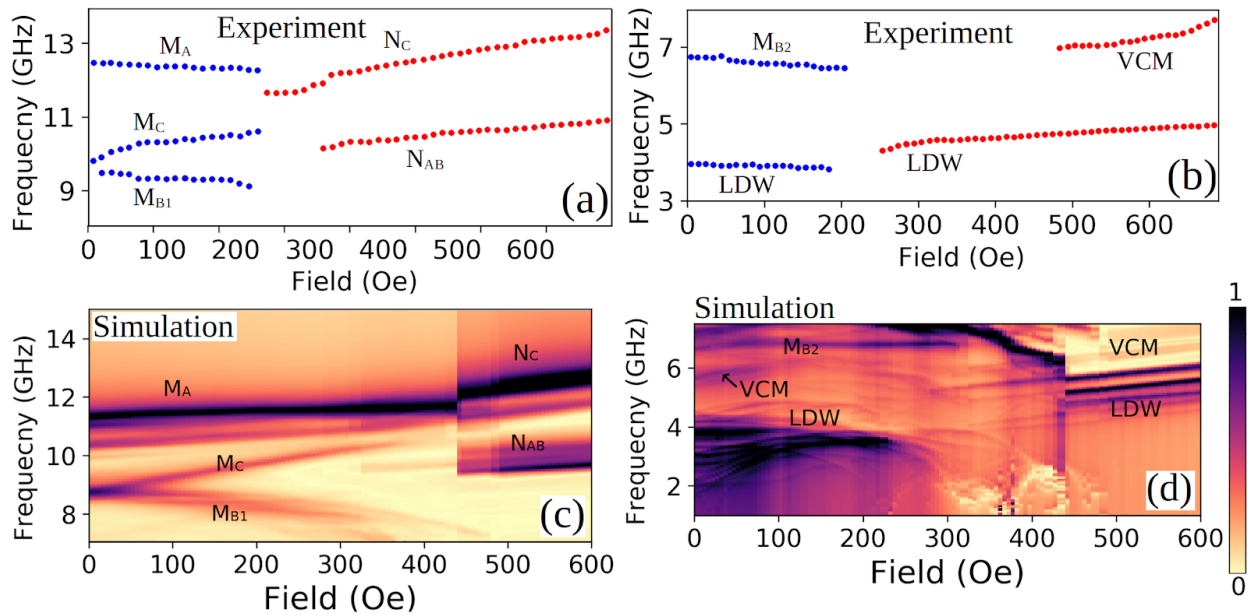 Experiment
M_A
N_C
M_C
N_AB
M_B1
(a)
13
11
9
Frequecny (GHz)
0 100 200 300 400 500 600
Field (Oe)
Experiment
M_B2
VCM
LDW
LDW
(b)
7
5
3
Frequecny (GHz)
0 100 200 300 400 500 600
Field (Oe)
Simulation
N_C
M_A
N_AB
M_C
M_B1
(c)
14
12
10
8
Frequecny (GHz)
0 100 200 300 400 500 600
Field (Oe)
Simulation
M_B2
VCM
VCM
LDW
LDW
(d)
6
4
2
Frequecny (GHz)
0 100 200 300 400 500 600
Field (Oe)
1
0